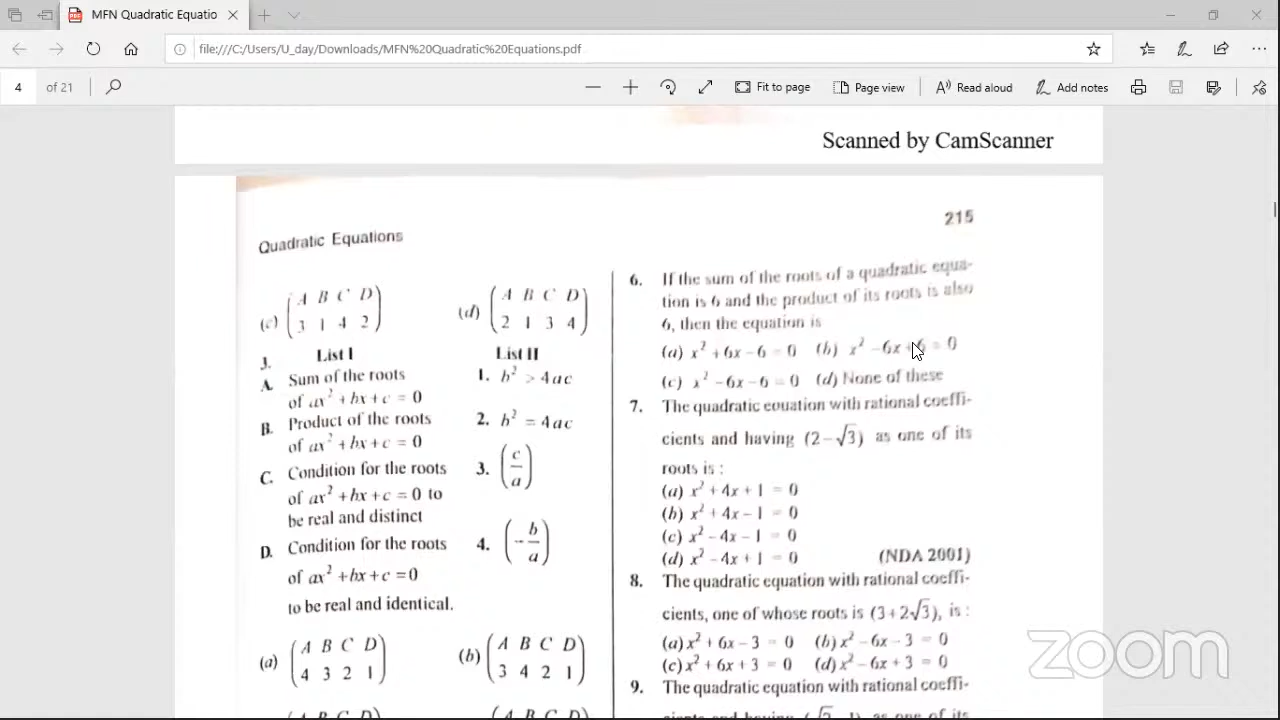 MFN Quadratic Equatio
file:///C:/Users/U_day/Downloads/MFN%20Quadratic%20Equations.pdf
4 of 21
Fit to page
Page view
Read aloud
Add notes
Scanned by CamScanner
215
Quadratic Equations
(c) (A B C D
3 1 4 2)
(d) (A B C D
2 1 3 4)
3. List I List II
A. Sum of the roots
of ax² + bx + c = 0
1. b² > 4ac
B. Product of the roots
of ax² + bx + c = 0
2. b² = 4ac
C. Condition for the roots
of ax² + bx + c = 0 to
be real and distinct
3. (c/a)
D. Condition for the roots
of ax² + bx + c = 0
to be real and identical.
4. (-b/a)
(a) (A B C D
4 3 2 1)
(b) (A B C D
3 4 2 1)
(A B C D
(A B C D
6. If the sum of the roots of a quadratic equa-
tion is 6 and the product of its roots is also
6, then the equation is
(a) x² + 6x - 6 = 0 (b) x² - 6x + 6 = 0
(c) x² - 6x - 6 = 0 (d) None of these
7. The quadratic equation with rational coeffi-
cients and having (2 - √3) as one of its
roots is :
(a) x² + 4x + 1 = 0
(b) x² + 4x - 1 = 0
(c) x² - 4x - 1 = 0
(d) x² - 4x + 1 = 0 (NDA 2001)
8. The quadratic equation with rational coeffi-
cients, one of whose roots is (3 + 2√3), is :
(a) x² + 6x - 3 = 0 (b) x² - 6x - 3 = 0
(c) x² + 6x + 3 = 0 (d) x² - 6x + 3 = 0
9. The quadratic equation with rational coeffi-
as one of its
zoom